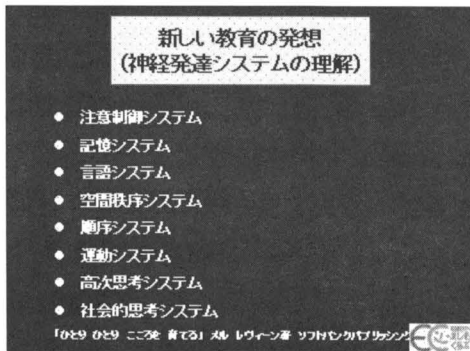 新しい教育の発想
(神経発達システムの理解)
● 注意制御システム
● 記憶システム
● 言語システム
● 空間秩序システム
● 順序システム
● 運動システム
● 高次思考システム
● 社会的思考システム
「ひとり ひとり こころを 育てる」メル レヴィーン著 ソフトバンクパブリッシング